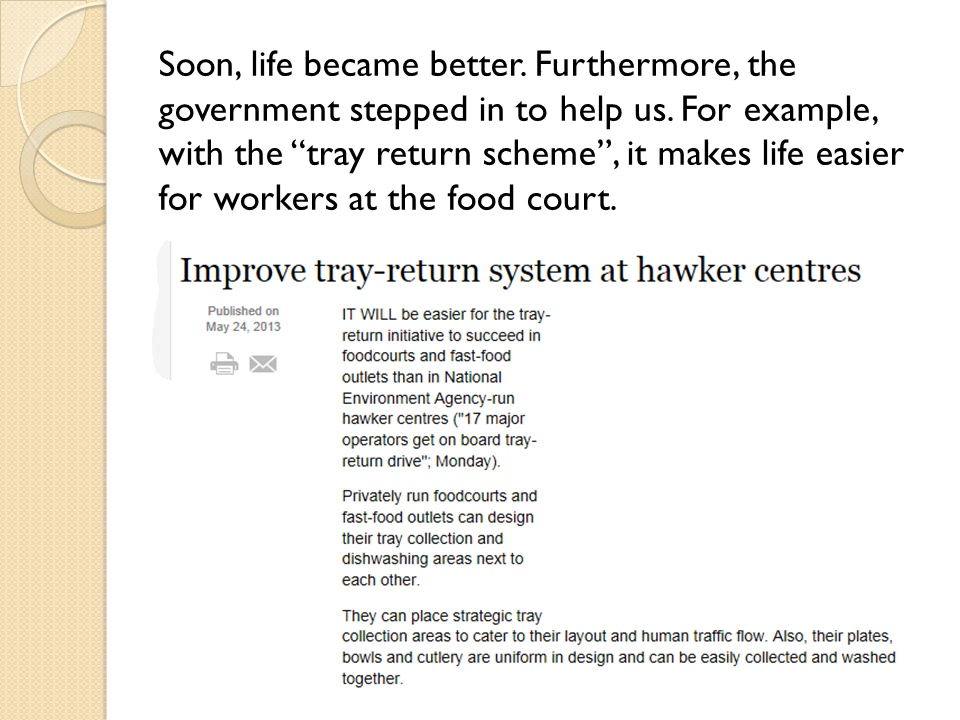 Soon, life became better. Furthermore, the
government stepped in to help us. For example,
with the “tray return scheme”, it makes life easier
for workers at the food court.
Improve tray-return system at hawker centres
Published on
May 24, 2013
IT WILL be easier for the tray-
return initiative to succeed in
foodcourts and fast-food
outlets than in National
Environment Agency-run
hawker centres ("17 major
operators get on board tray-
return drive"; Monday).
Privately run foodcourts and
fast-food outlets can design
their tray collection and
dishwashing areas next to
each other.
They can place strategic tray
collection areas to cater to their layout and human traffic flow. Also, their plates,
bowls and cutlery are uniform in design and can be easily collected and washed
together.